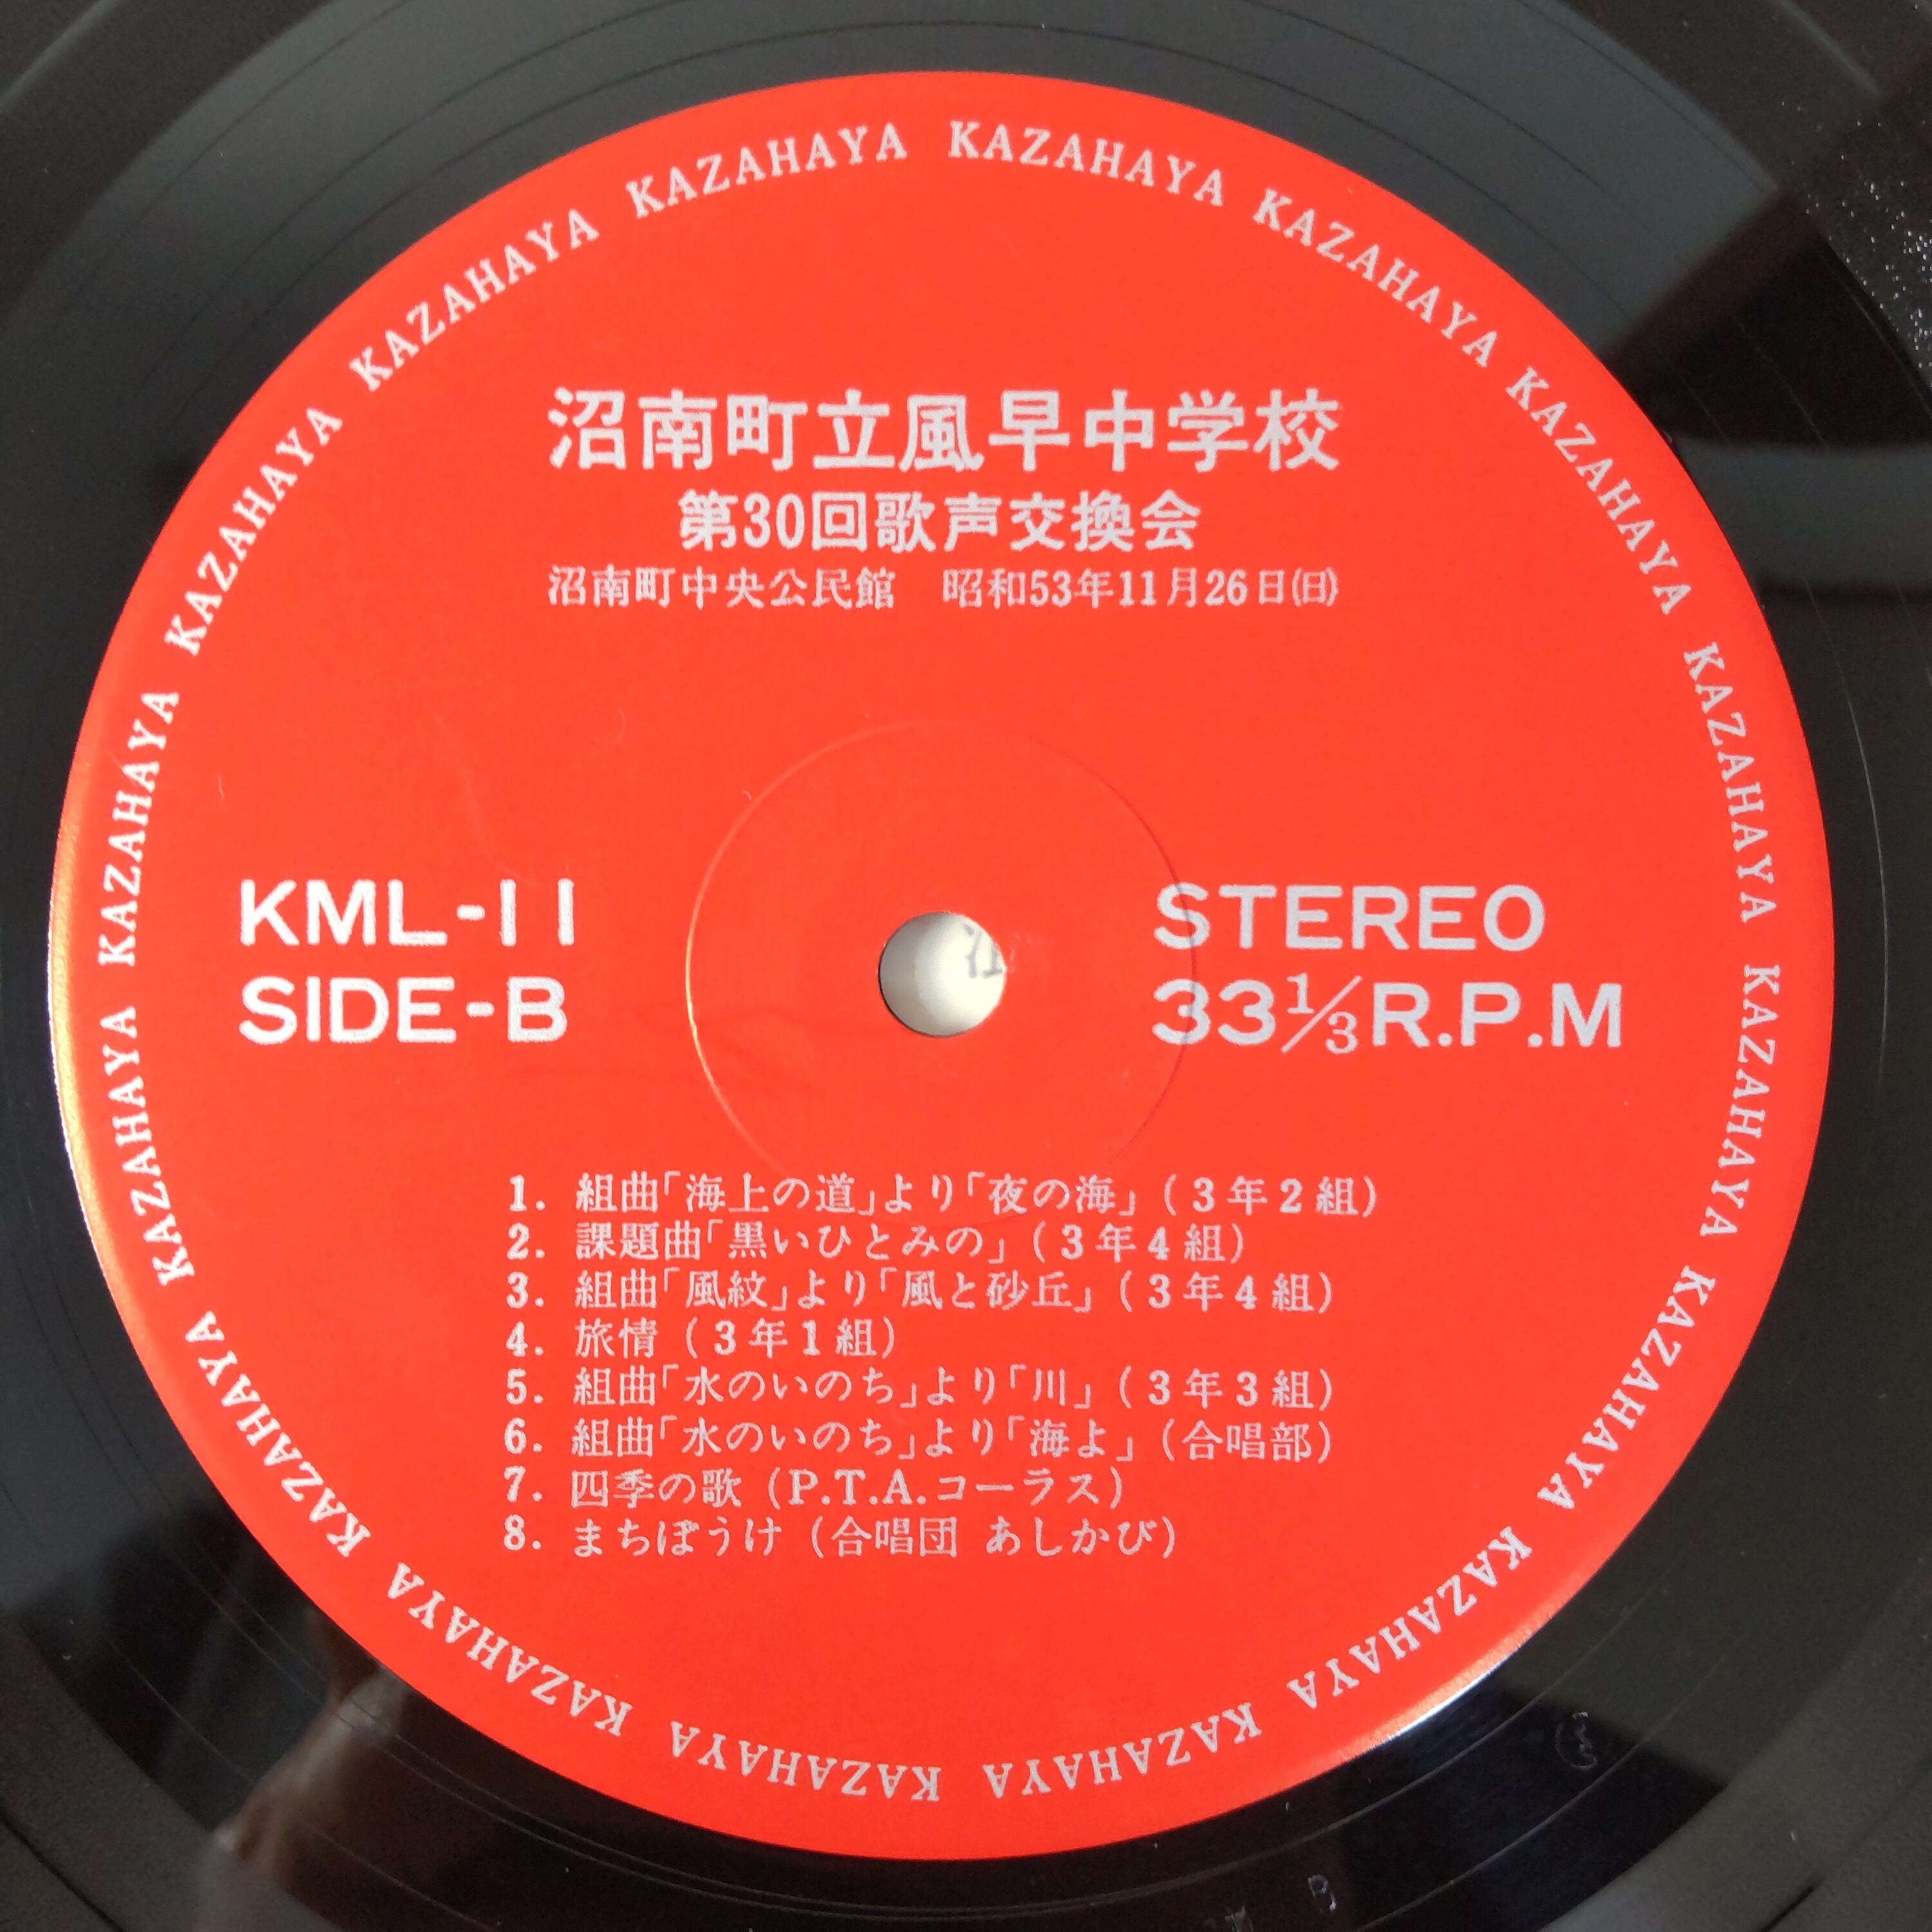 KAZAHAYA KAZAHAYA KAZAHAYA KAZAHAYA KAZAHAYA KAZAHAYA KAZAHAYA KAZAHAYA KAZAHAYA KAZAHAYA KAZAHAYA KAZAHAYA KAZAHAYA KAZAHAYA KAZAHAYA KAZAHAYA
沼南町立風早中学校
第30回歌声交換会
沼南町中央公民館　昭和53年11月26日(日)
KML-11
SIDE-B
STEREO
33⅓R.P.M
1. 組曲「海上の道」より「夜の海」(3年2組)
2. 課題曲「黒いひとみの」(3年4組)
3. 組曲「風紋」より「風と砂丘」(3年4組)
4. 旅情 (3年1組)
5. 組曲「水のいのち」より「川」(3年3組)
6. 組曲「水のいのち」より「海よ」(合唱部)
7. 四季の歌 (P.T.A.コーラス)
8. まちぼうけ (合唱団 あしかび)